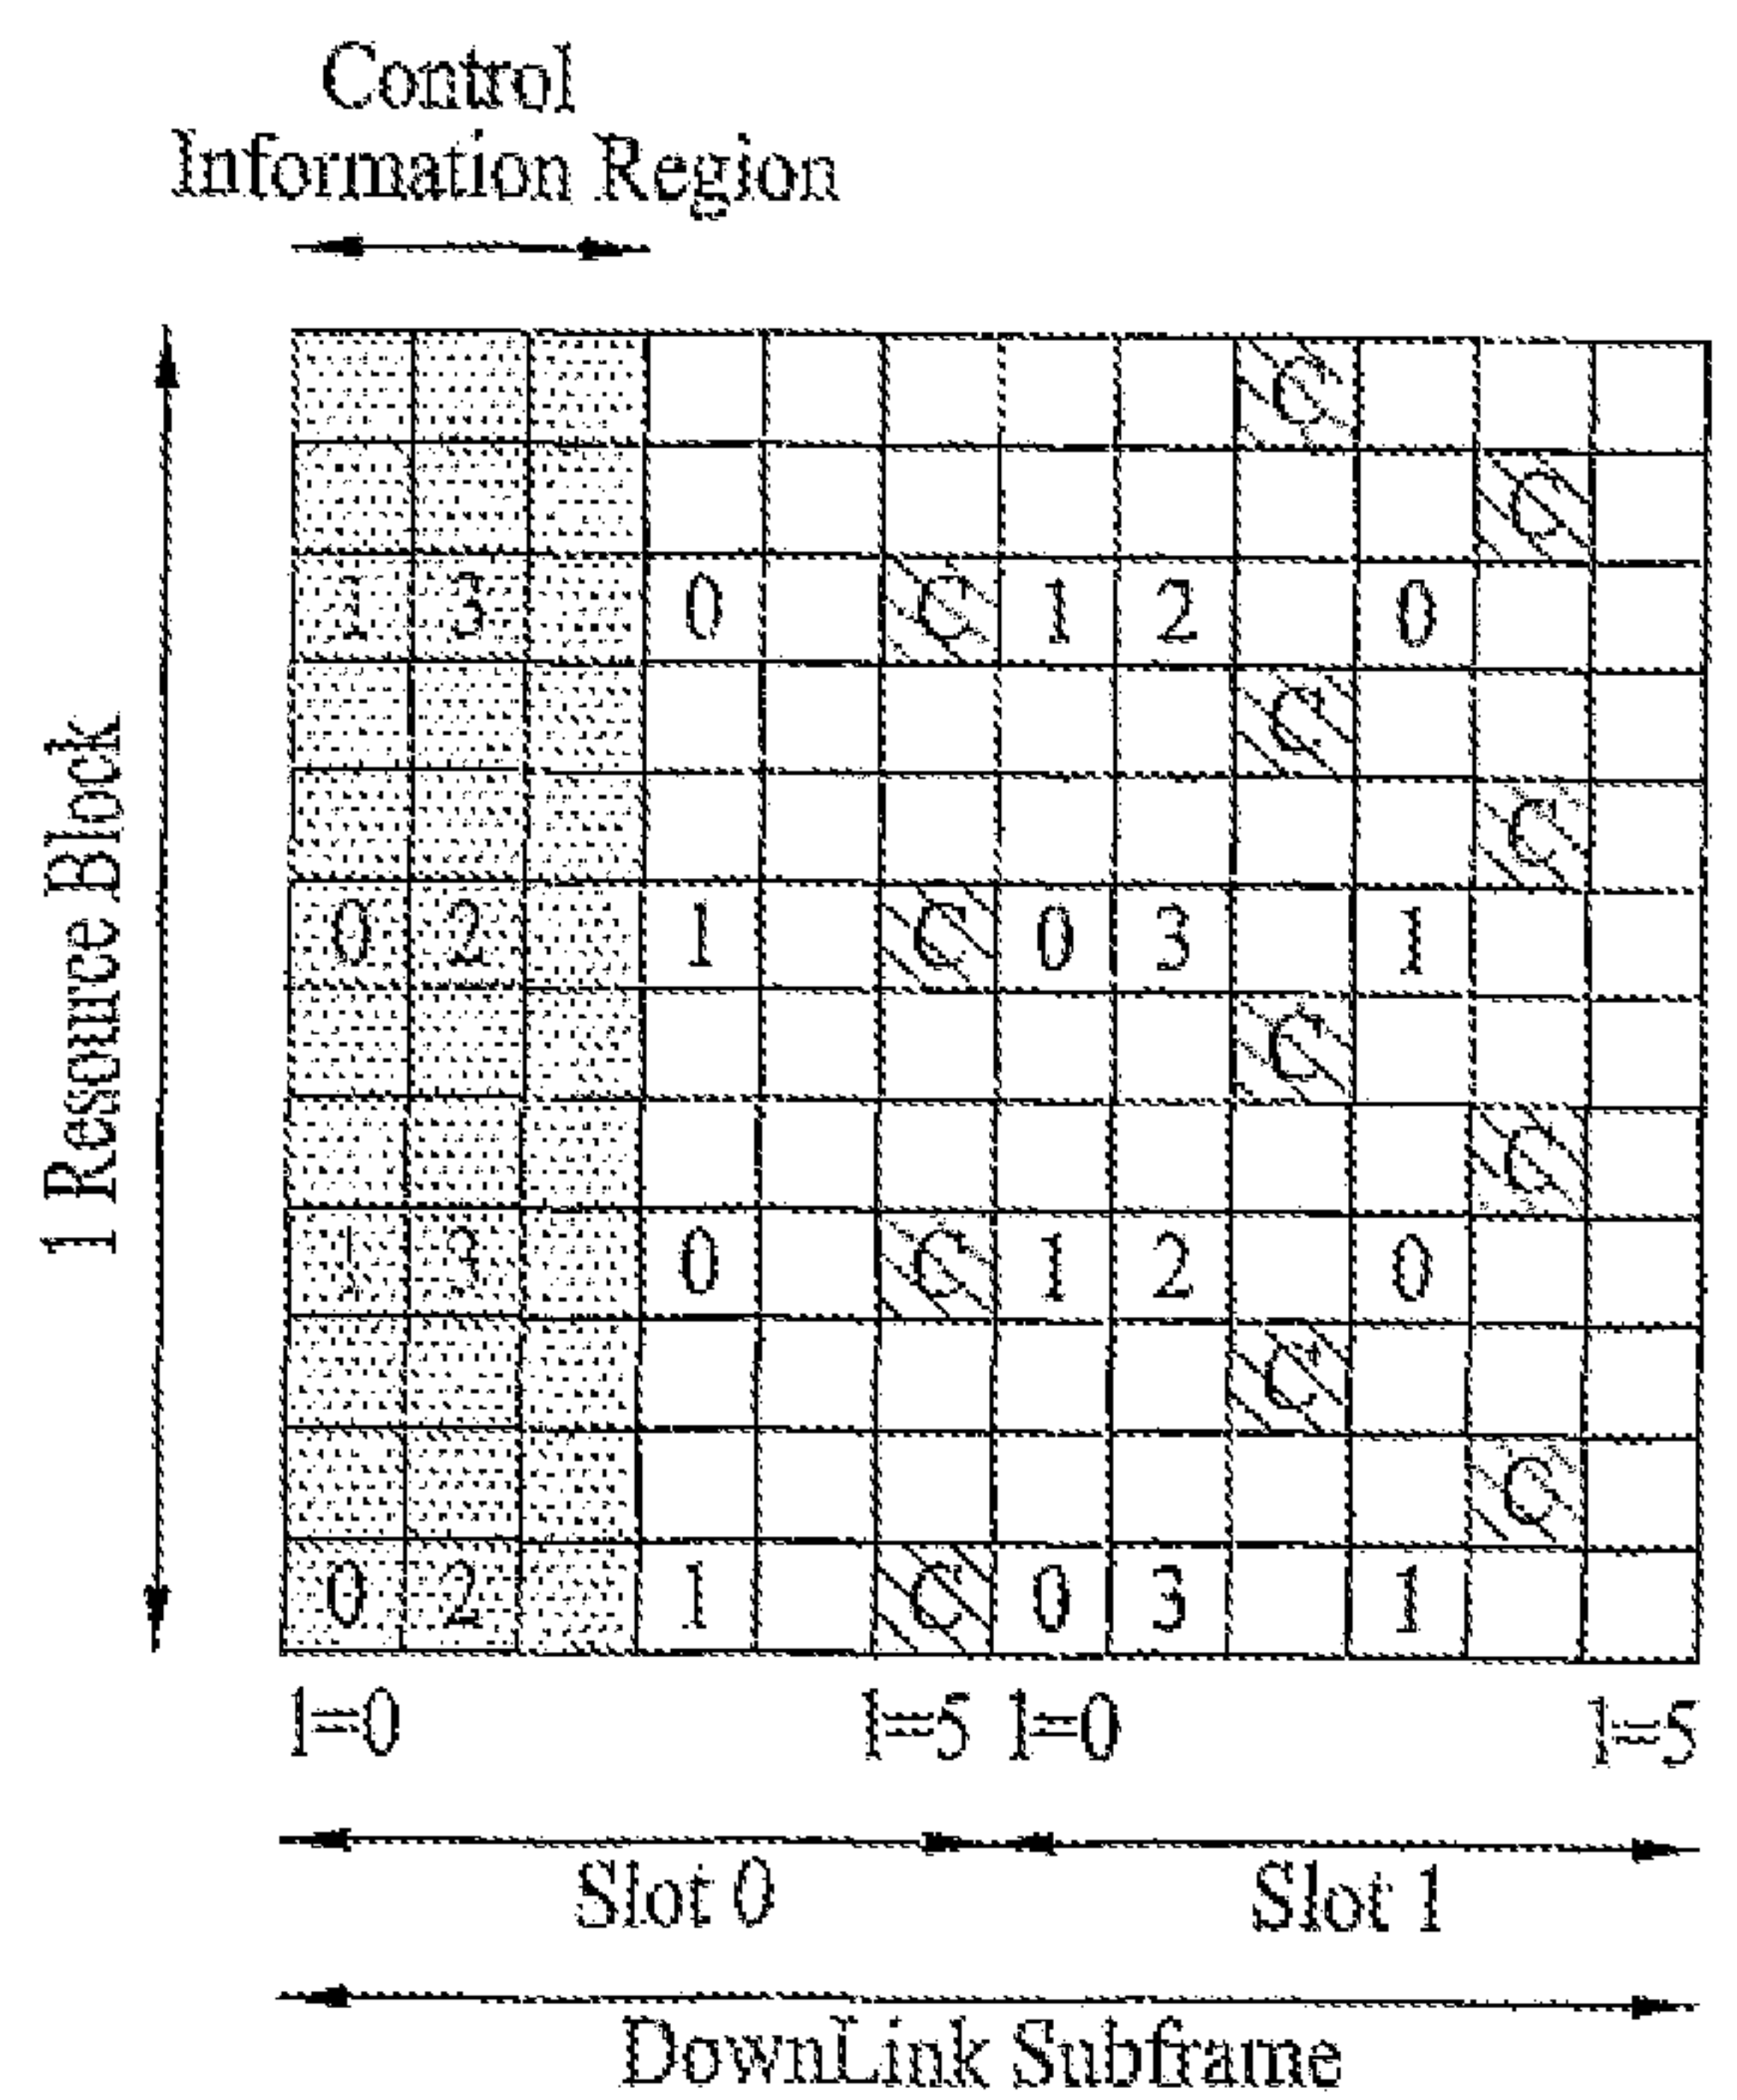 Control
Information Region
1 Resource Block
C
C
1 3 0 C 1 2 0
C
C
0 2 1 C 0 3 1
C
C
1 3 0 C 1 2 0
C
C
0 2 1 C 0 3 1
l=0 l=5 l=0 l=5
Slot 0 Slot 1
DownLink Subframe